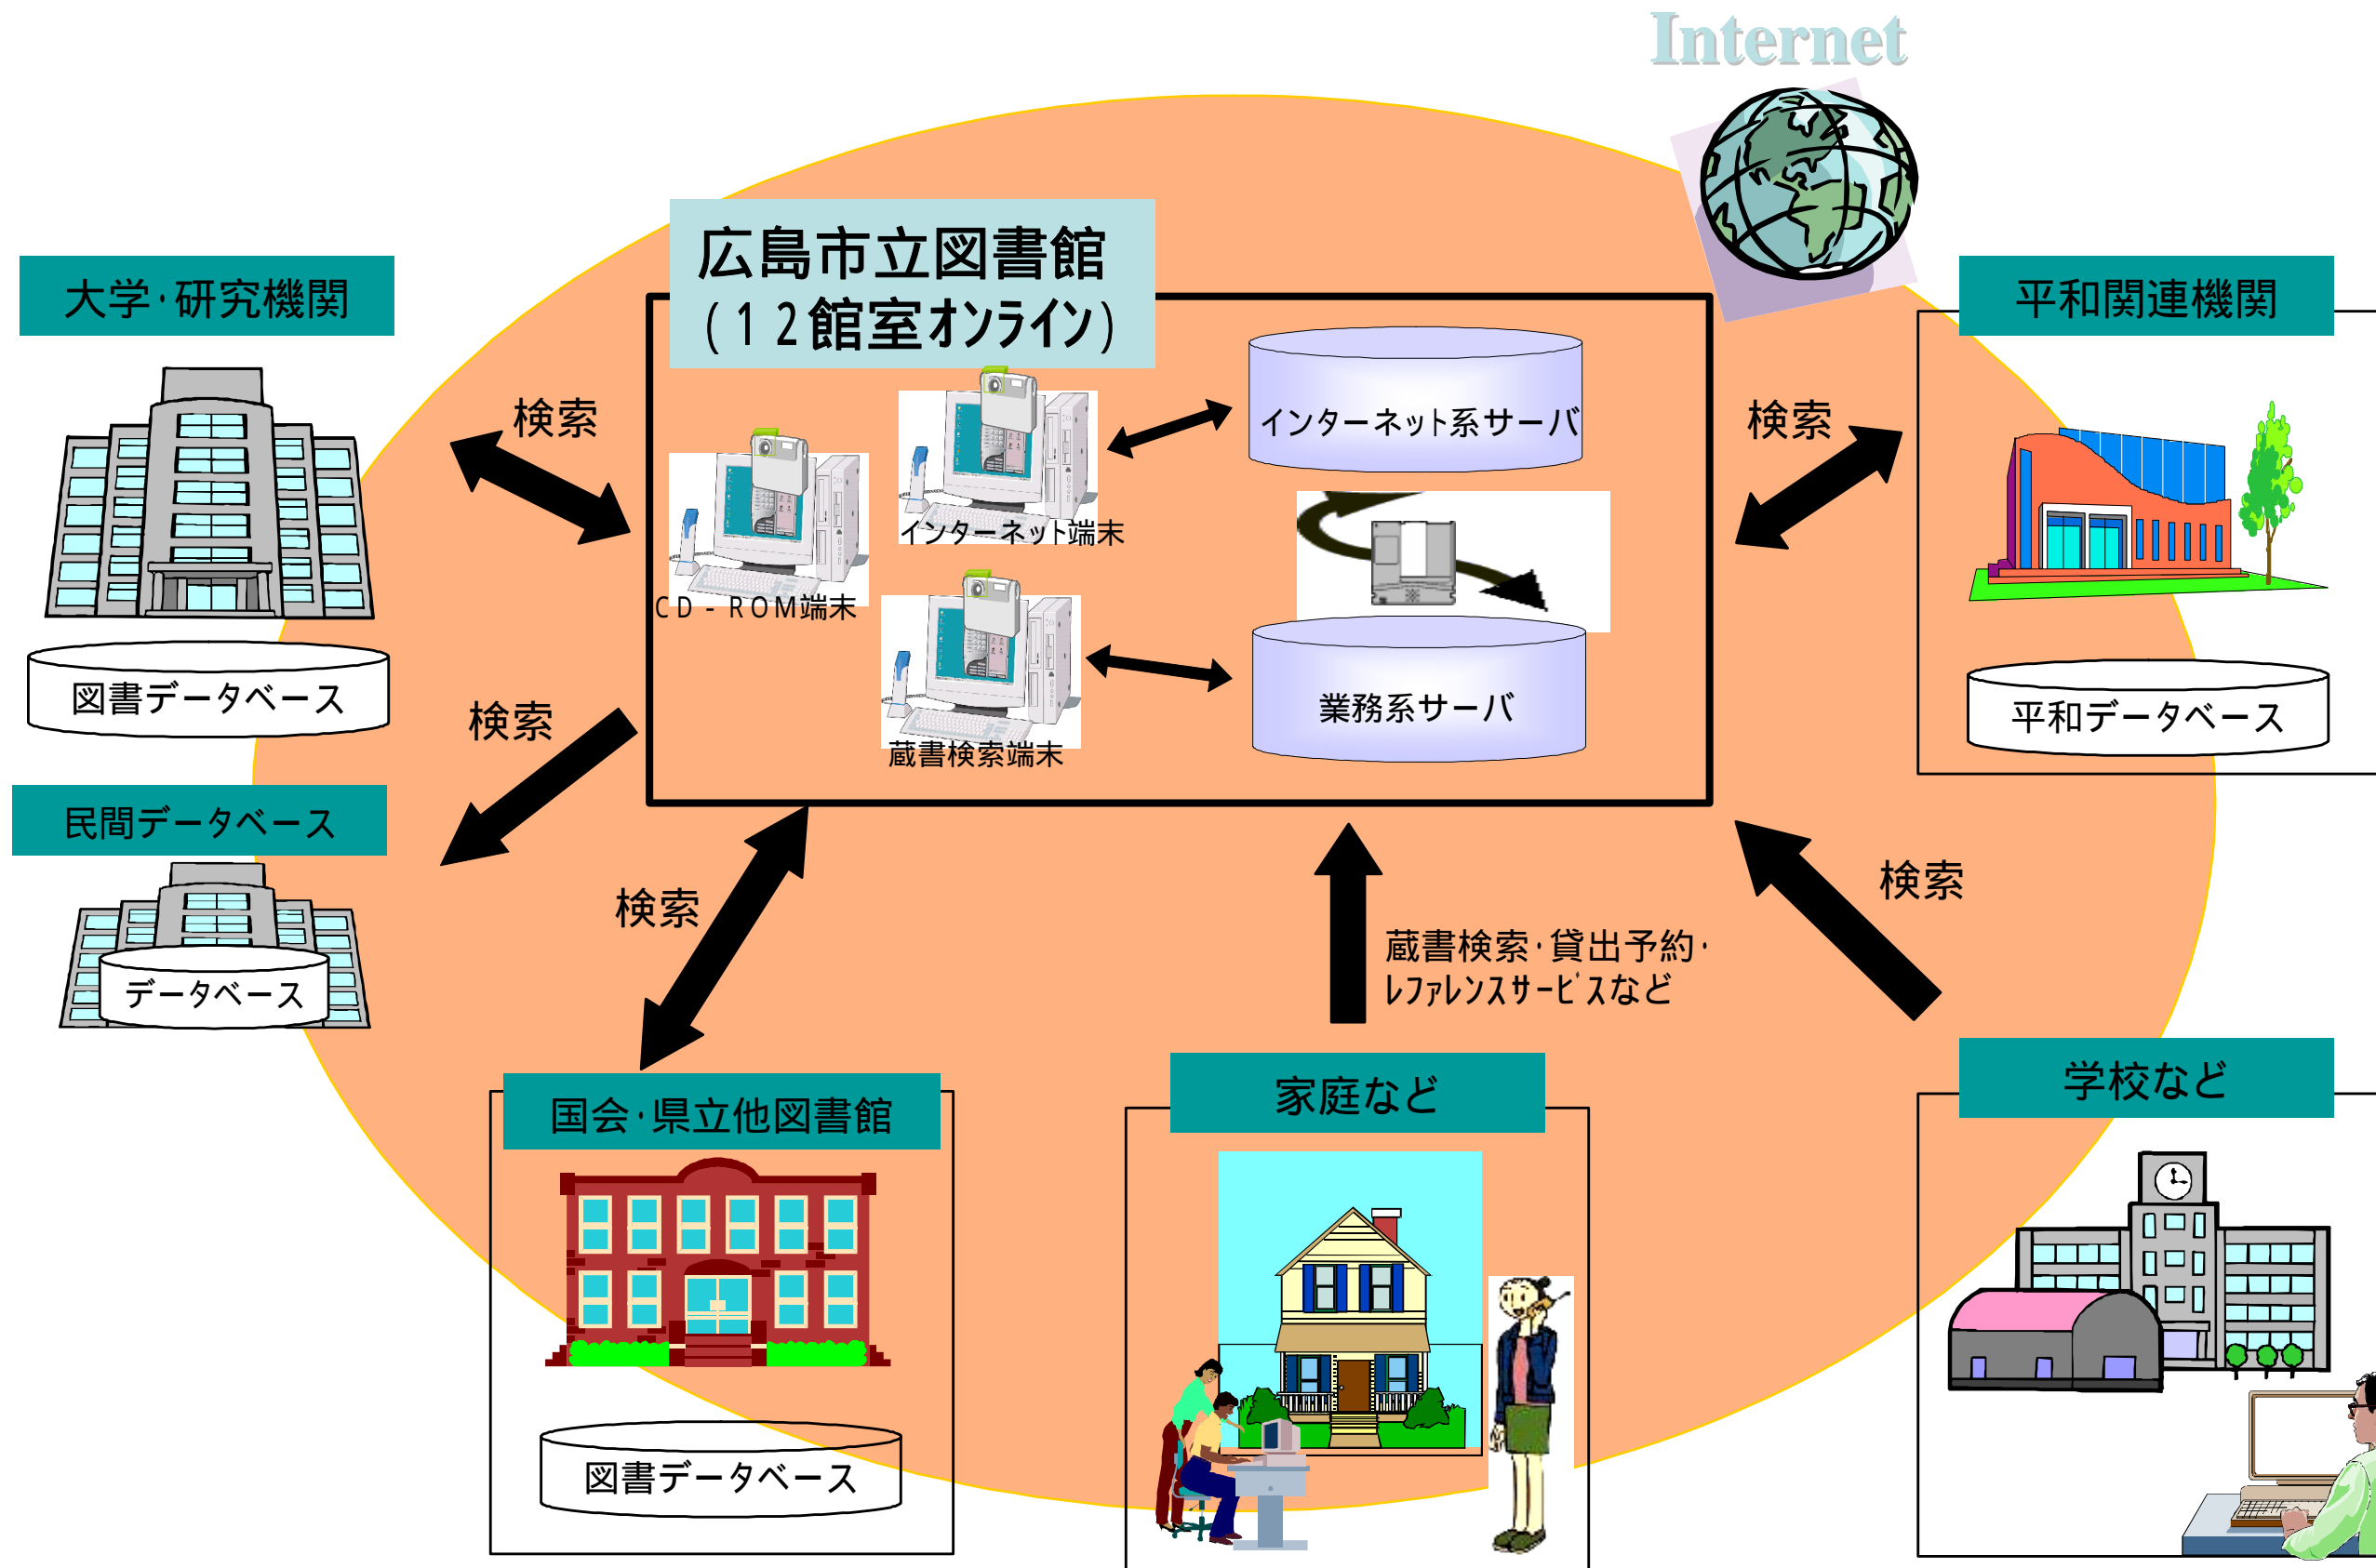 Internet
広島市立図書館
(12館室オンライン)
大学・研究機関
平和関連機関
検索
検索
インターネット系サーバ
インターネット端末
CD-ROM端末
図書データベース
検索
蔵書検索端末
業務系サーバ
平和データベース
民間データベース
データベース
検索
検索
蔵書検索・貸出予約・
レファレンスサービスなど
国会・県立他図書館
家庭など
学校など
図書データベース